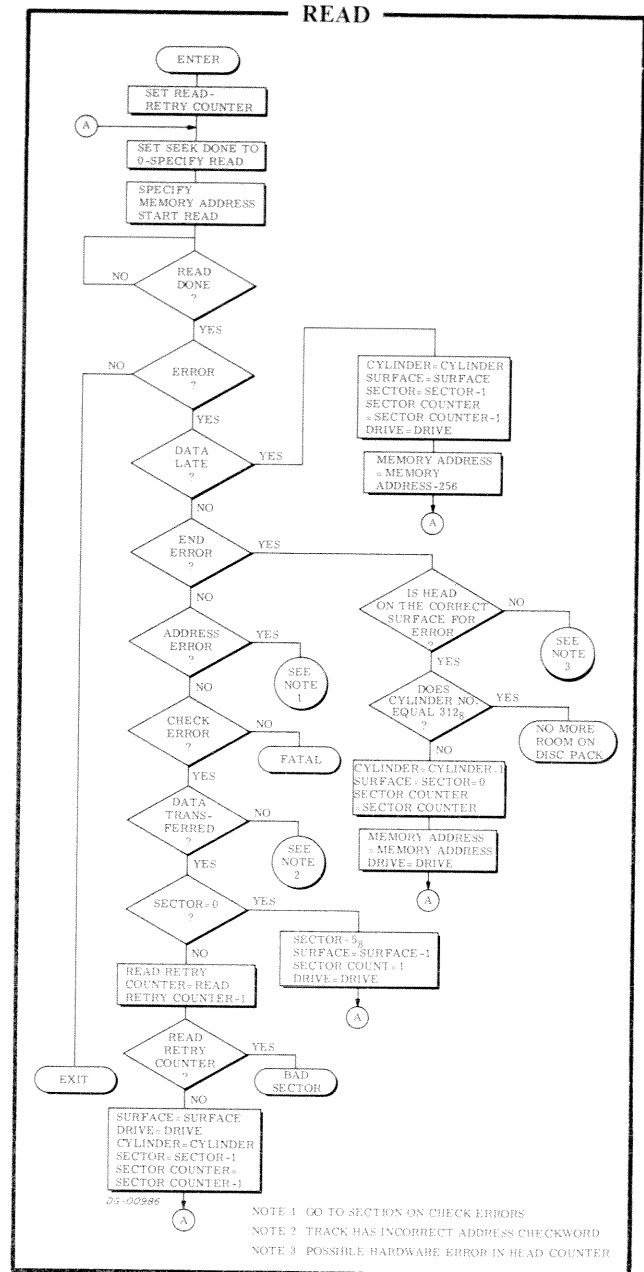 READ
ENTER
SET READ-
RETRY COUNTER
A
SET SEEK DONE TO
0-SPECIFY READ
SPECIFY
MEMORY ADDRESS
START READ
READ
DONE
?
NO
YES
ERROR
?
NO
YES
DATA
LATE
?
YES
CYLINDER=CYLINDER
SURFACE=SURFACE
SECTOR=SECTOR-1
SECTOR COUNTER
=SECTOR COUNTER-1
DRIVE=DRIVE
MEMORY ADDRESS
=MEMORY
ADDRESS-256
A
NO
END
ERROR
?
YES
IS HEAD
ON THE CORRECT
SURFACE FOR
ERROR
?
NO
SEE
NOTE
3
YES
DOES
CYLINDER NO.
EQUAL 312₈
?
YES
NO MORE
ROOM ON
DISC PACK
NO
CYLINDER=CYLINDER-1
SURFACE=SECTOR=0
SECTOR COUNTER
=SECTOR COUNTER
MEMORY ADDRESS
=MEMORY ADDRESS
DRIVE=DRIVE
A
NO
ADDRESS
ERROR
?
YES
SEE
NOTE
1
NO
CHECK
ERROR
?
NO
FATAL
YES
DATA
TRANS-
FERRED
?
NO
SEE
NOTE
2
YES
SECTOR=0
?
YES
SECTOR=5₈
SURFACE=SURFACE-1
SECTOR COUNT=1
DRIVE=DRIVE
A
NO
READ RETRY
COUNTER=READ
RETRY COUNTER-1
READ
RETRY
COUNTER
?
YES
BAD
SECTOR
EXIT
NO
SURFACE=SURFACE
DRIVE=DRIVE
CYLINDER=CYLINDER
SECTOR=SECTOR-1
SECTOR COUNTER=
SECTOR COUNTER-1
DG-00986
A
NOTE 1 GO TO SECTION ON CHECK ERRORS
NOTE 2 TRACK HAS INCORRECT ADDRESS CHECKWORD
NOTE 3 POSSIBLE HARDWARE ERROR IN HEAD COUNTER